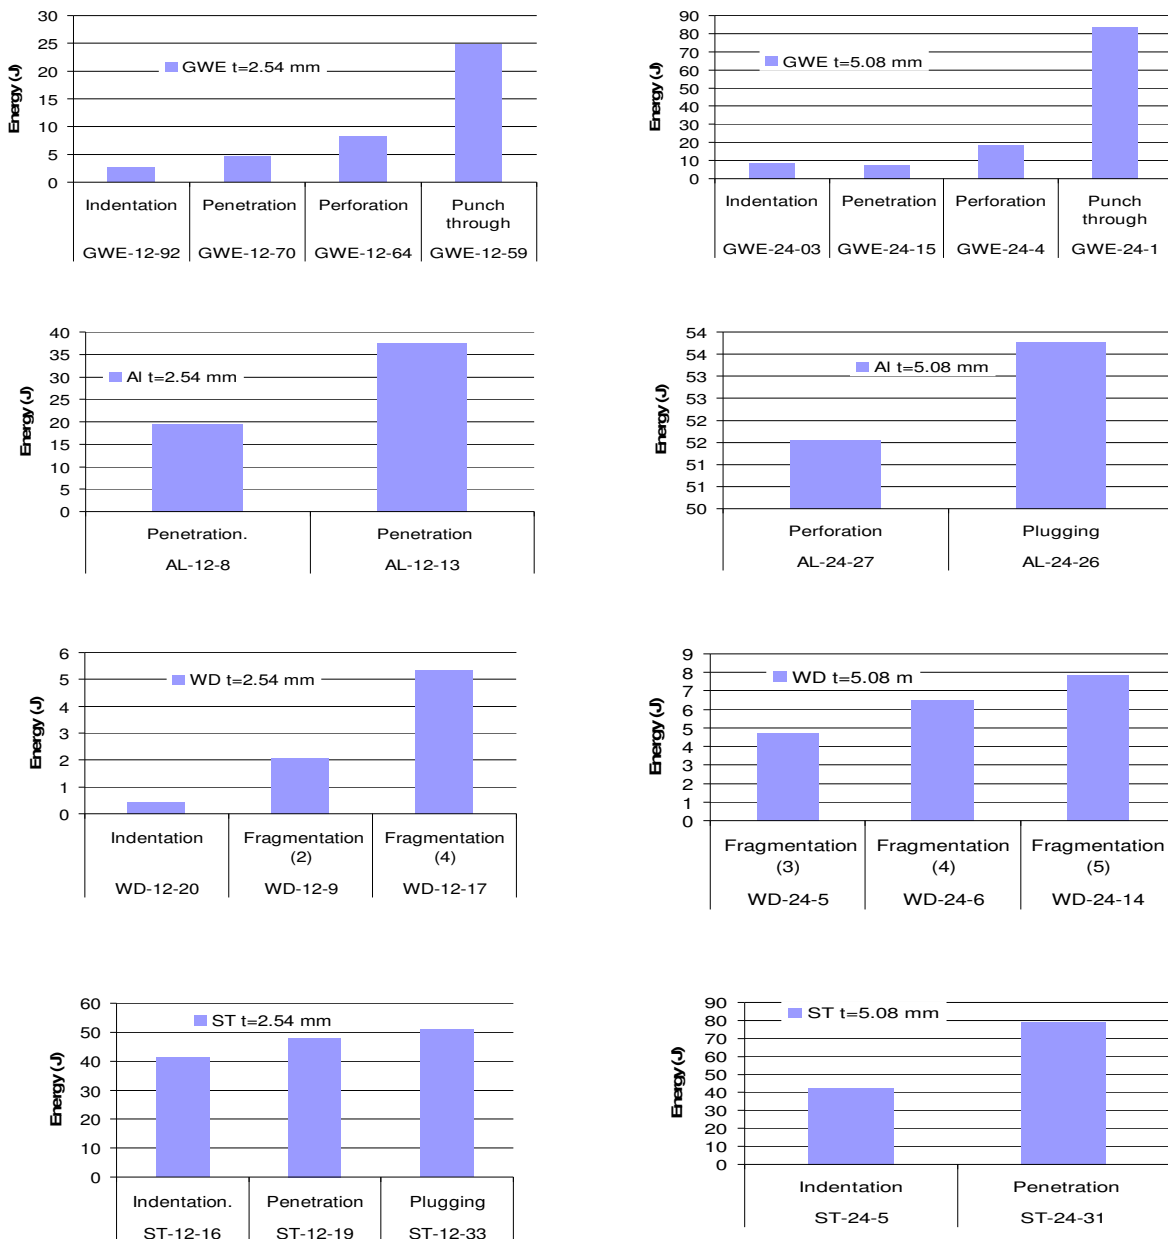 30
25
20
15
10
5
0
Energy (J)
GWE t=2.54 mm
Indentation Penetration Perforation Punch
through
GWE-12-92 GWE-12-70 GWE-12-64 GWE-12-59
90
80
70
60
50
40
30
20
10
0
Energy (J)
GWE t=5.08 mm
Indentation Penetration Perforation Punch
through
GWE-24-03 GWE-24-15 GWE-24-4 GWE-24-1
40
35
30
25
20
15
10
5
0
Energy (J)
Al t=2.54 mm
Penetration. Penetration
AL-12-8 AL-12-13
54
54
53
53
52
52
51
51
50
Energy (J)
Al t=5.08 mm
Perforation Plugging
AL-24-27 AL-24-26
6
5
4
3
2
1
0
Energy (J)
WD t=2.54 mm
Indentation Fragmentation Fragmentation
(2) (4)
WD-12-20 WD-12-9 WD-12-17
9
8
7
6
5
4
3
2
1
0
Energy (J)
WD t=5.08 m
Fragmentation Fragmentation Fragmentation
(3) (4) (5)
WD-24-5 WD-24-6 WD-24-14
60
50
40
30
20
10
0
Energy (J)
ST t=2.54 mm
Indentation. Penetration Plugging
ST-12-16 ST-12-19 ST-12-33
90
80
70
60
50
40
30
20
10
0
Energy (J)
ST t=5.08 mm
Indentation Penetration
ST-24-5 ST-24-31